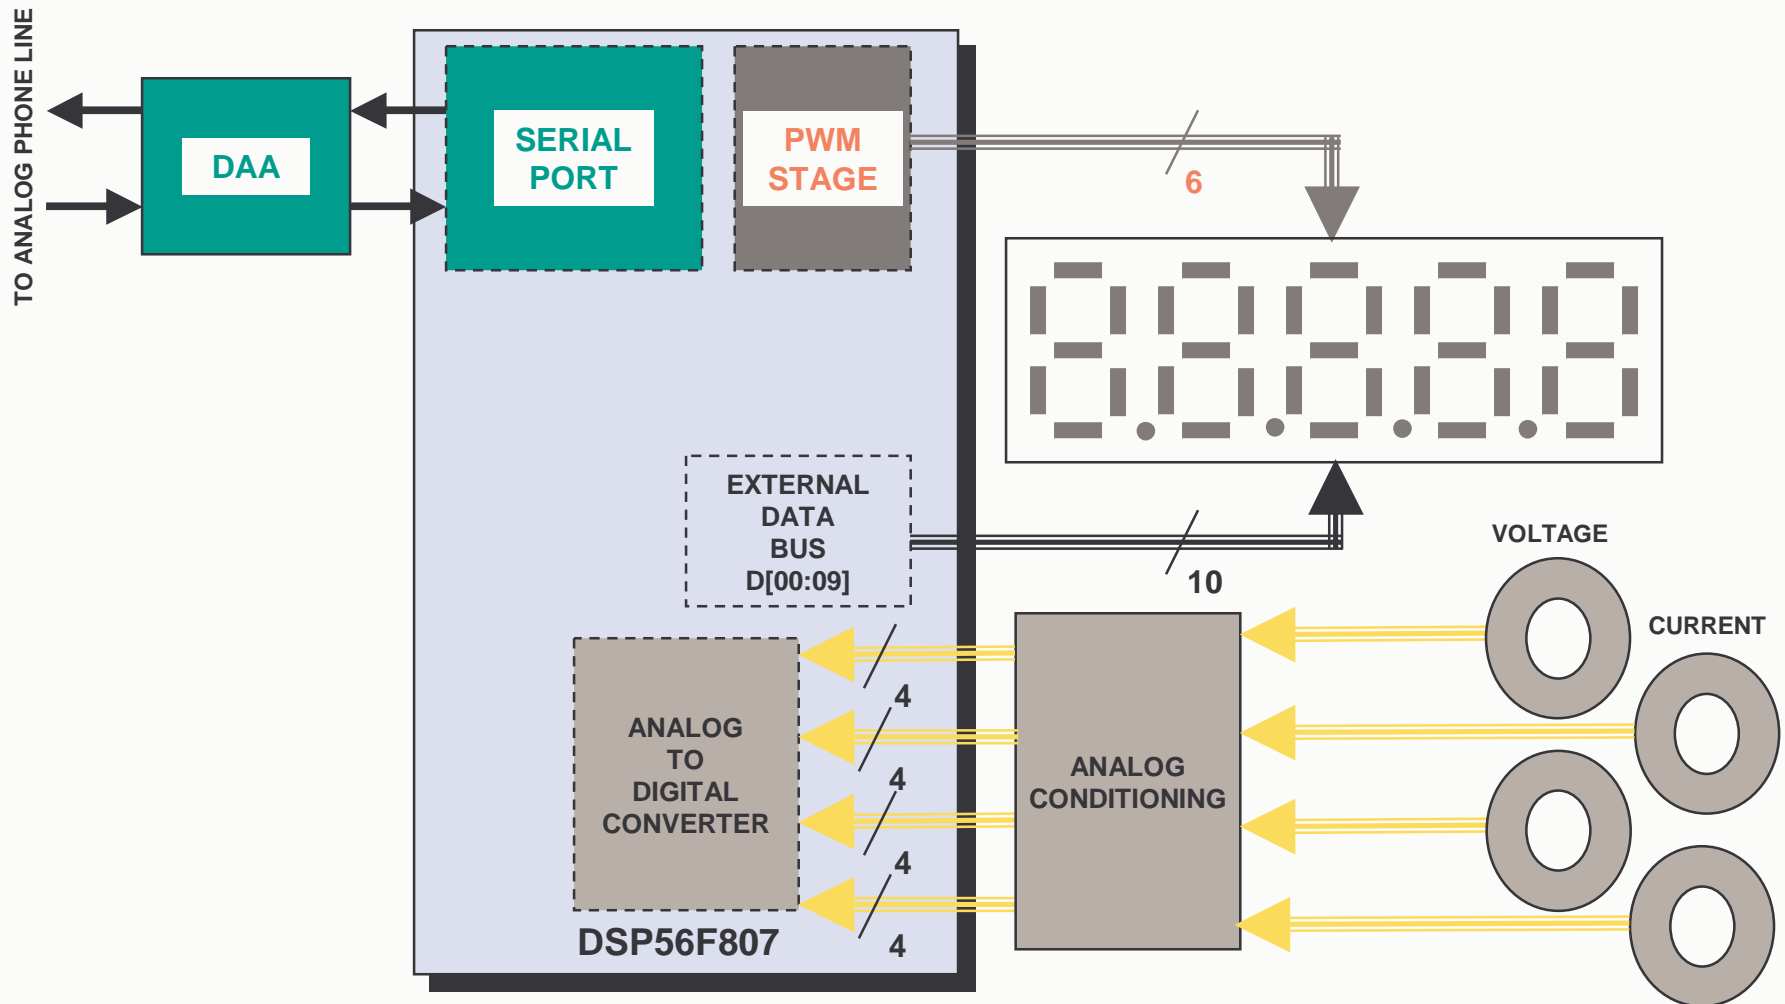 TO ANALOG PHONE LINE
DAA
SERIAL
PORT
PWM
STAGE
6
EXTERNAL
DATA
BUS
D[00:09]
10
VOLTAGE
CURRENT
ANALOG
TO
DIGITAL
CONVERTER
4
4
4
4
ANALOG
CONDITIONING
DSP56F807